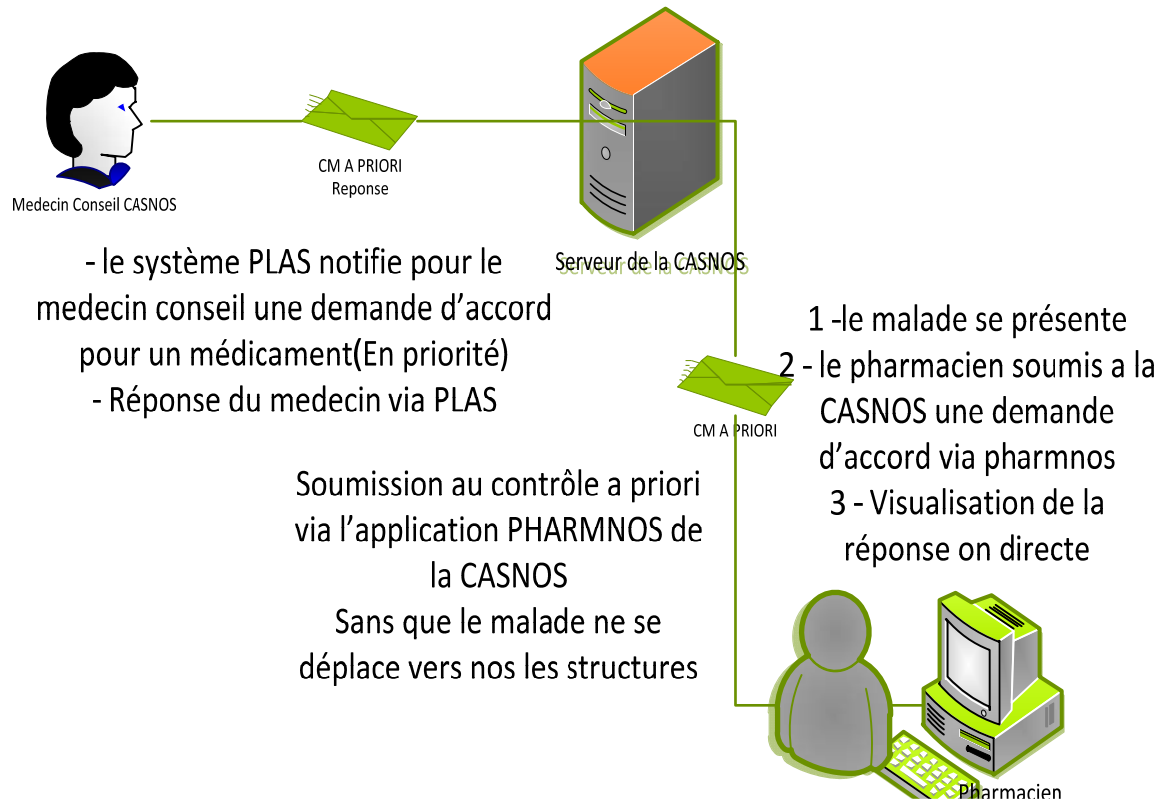 CM A PRIORI
Reponse
Medecin Conseil CASNOS
Serveur de la CASNOS
- le système PLAS notifie pour le
medecin conseil une demande d’accord
pour un médicament(En priorité)
- Réponse du medecin via PLAS
1 -le malade se présente
2 - le pharmacien soumis a la
CASNOS une demande
d’accord via pharmnos
3 - Visualisation de la
réponse on directe
CM A PRIORI
Soumission au contrôle a priori
via l’application PHARMNOS de
la CASNOS
Sans que le malade ne se
déplace vers nos les structures
Pharmacien